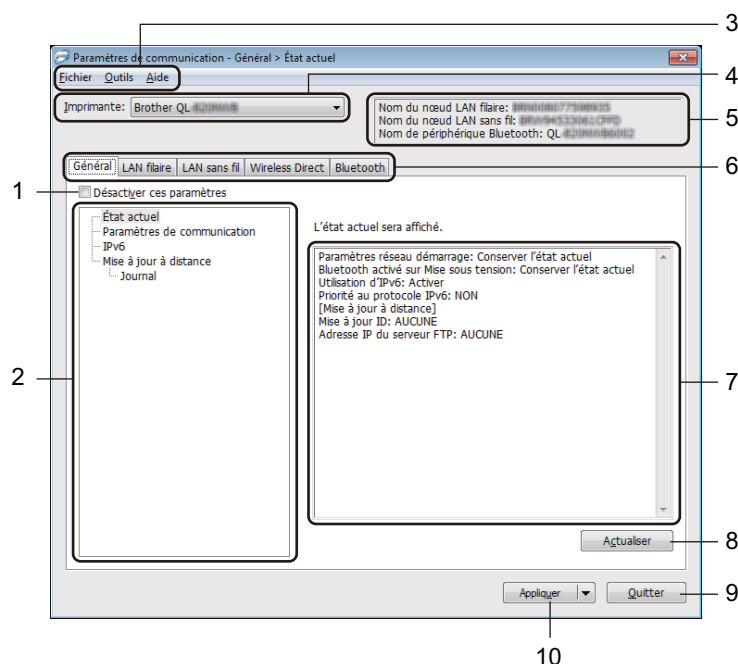 3
Paramètres de communication - Général > État actuel
Fichier Outils Aide
4
Imprimante: Brother QL-
Nom du nœud LAN filaire:
Nom du nœud LAN sans fil:
Nom de périphérique Bluetooth: QL-
5
Général LAN filaire LAN sans fil Wireless Direct Bluetooth
6
1
Désactiver ces paramètres
État actuel
Paramètres de communication
IPv6
Mise à jour à distance
Journal
2
L'état actuel sera affiché.
Paramètres réseau démarrage: Conserver l'état actuel
Bluetooth activé sur Mise sous tension: Conserver l'état actuel
Utilisation d'IPv6: Activer
Priorité au protocole IPv6: NON
[Mise à jour à distance]
Mise à jour ID: AUCUNE
Adresse IP du serveur FTP: AUCUNE
7
Actualiser
8
Appliquer
Quitter
9
10